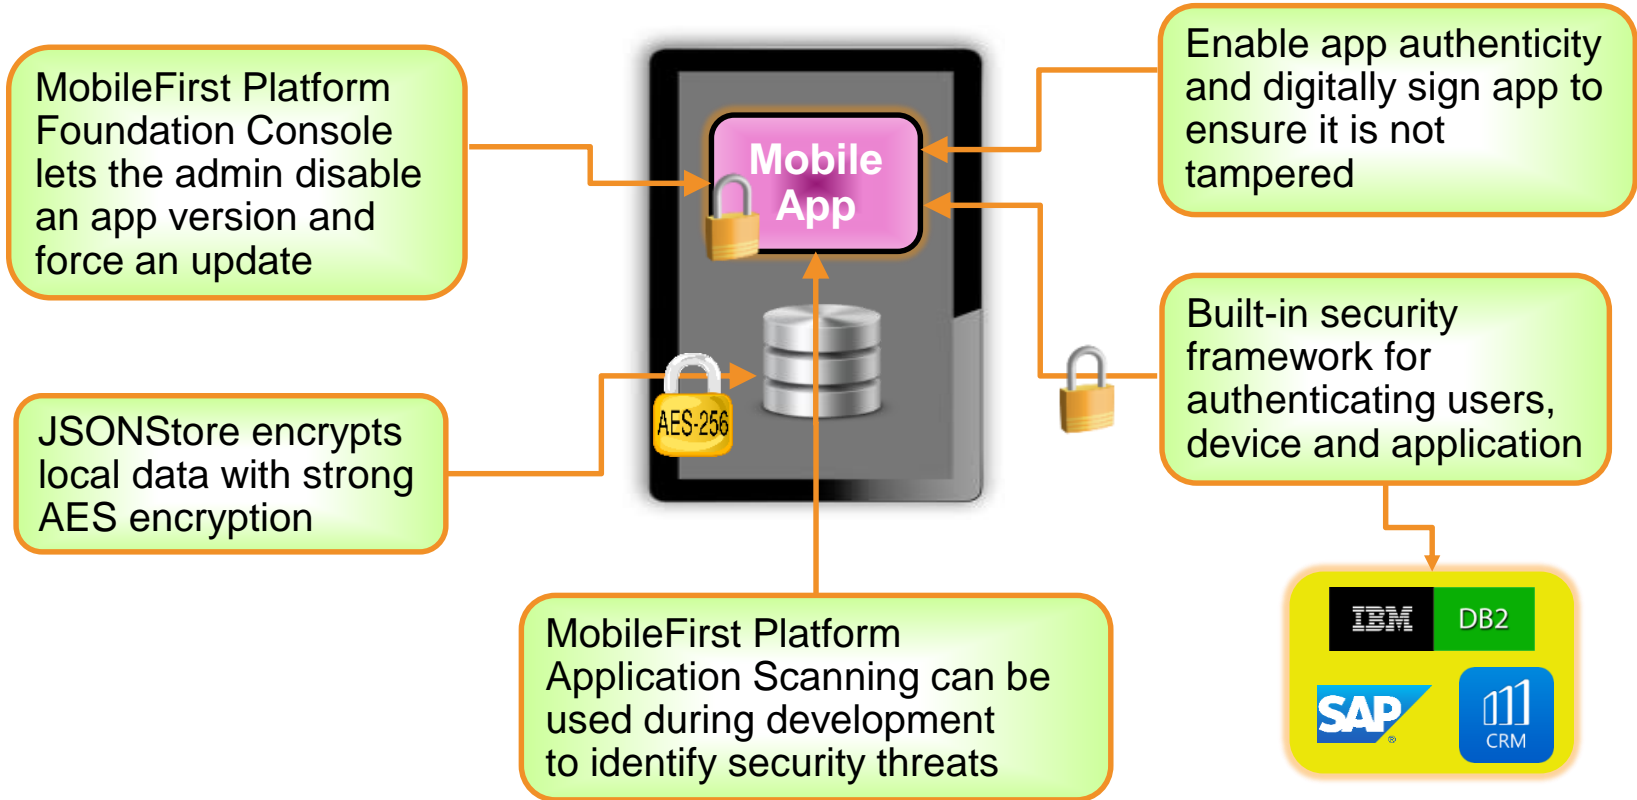 MobileFirst Platform
Foundation Console
lets the admin disable
an app version and
force an update
Enable app authenticity
and digitally sign app to
ensure it is not
tampered
Mobile
App
Built-in security
framework for
authenticating users,
device and application
AES-256
JSONStore encrypts
local data with strong
AES encryption
MobileFirst Platform
Application Scanning can be
used during development
to identify security threats
IBM DB2
SAP ®
CRM